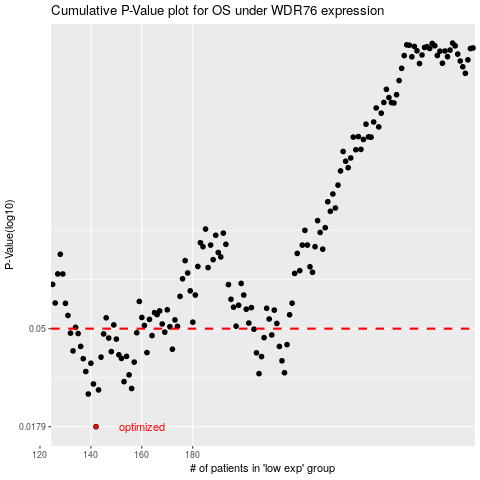 Cumulative P-Value plot for OS under WDR76 expression
P-Value(log10)
0.05
0.0179
optimized
120 140 160 180
# of patients in 'low exp' group